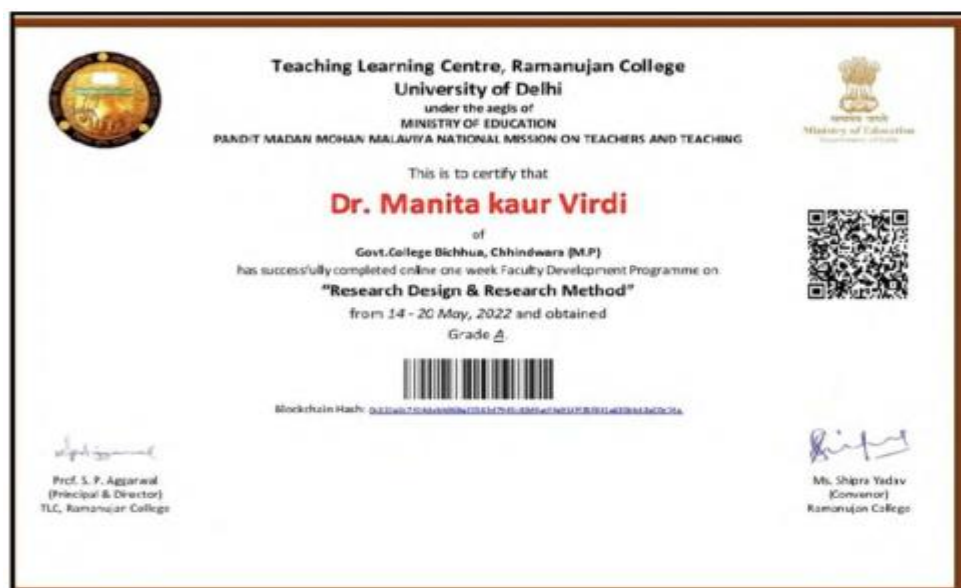 Teaching Learning Centre, Ramanujan College
University of Delhi
under the aegis of
MINISTRY OF EDUCATION
PANDIT MADAN MOHAN MALAVIYA NATIONAL MISSION ON TEACHERS AND TEACHING
Ministry of Education
This is to certify that
Dr. Manita kaur Virdi
of
Govt.College Bichhua, Chhindwara (M.P)
has successfully completed online one week Faculty Development Programme on
"Research Design & Research Method"
from 14 - 20 May, 2022 and obtained
Grade A.
Blockchain Hash:
Prof. S. P. Aggarwal
(Principal & Director)
TLC, Ramanujan College
Ms. Shipra Yadav
(Convenor)
Ramanujan College